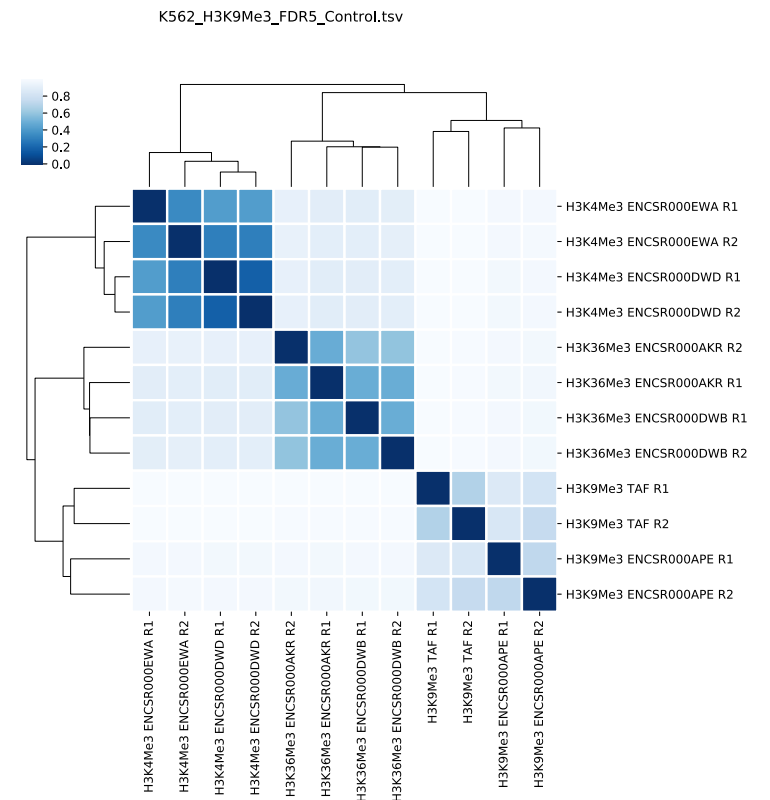 K562_H3K9Me3_FDR5_Control.tsv
0.8
0.6
0.4
0.2
0.0
H3K4Me3 ENCSR000EWA R1
H3K4Me3 ENCSR000EWA R2
H3K4Me3 ENCSR000DWD R1
H3K4Me3 ENCSR000DWD R2
H3K36Me3 ENCSR000AKR R2
H3K36Me3 ENCSR000AKR R1
H3K36Me3 ENCSR000DWB R1
H3K36Me3 ENCSR000DWB R2
H3K9Me3 TAF R1
H3K9Me3 TAF R2
H3K9Me3 ENCSR000APE R1
H3K9Me3 ENCSR000APE R2
H3K4Me3 ENCSR000EWA R1
H3K4Me3 ENCSR000EWA R2
H3K4Me3 ENCSR000DWD R1
H3K4Me3 ENCSR000DWD R2
H3K36Me3 ENCSR000AKR R2
H3K36Me3 ENCSR000AKR R1
H3K36Me3 ENCSR000DWB R1
H3K36Me3 ENCSR000DWB R2
H3K9Me3 TAF R1
H3K9Me3 TAF R2
H3K9Me3 ENCSR000APE R1
H3K9Me3 ENCSR000APE R2